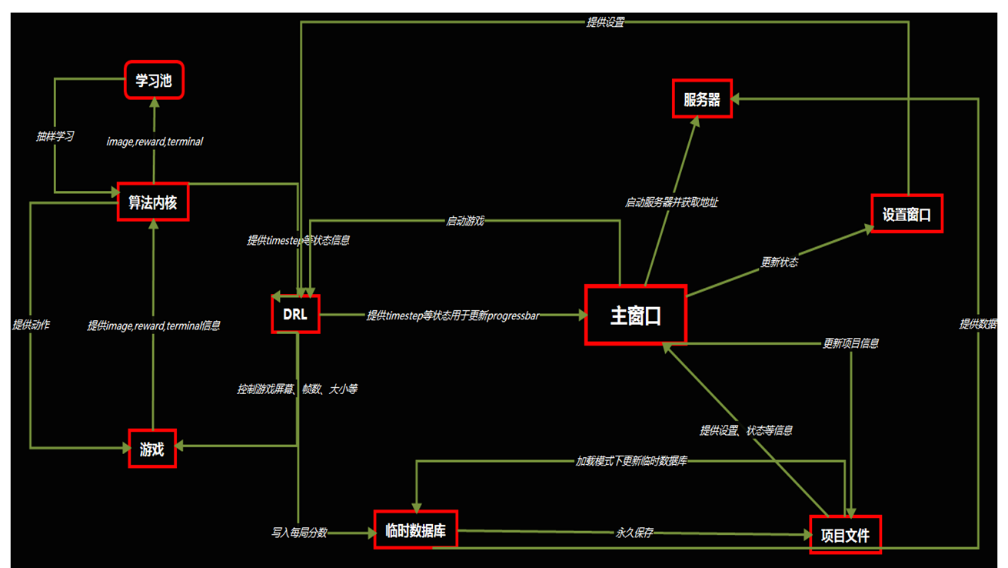 提供设置
学习池
服务器
抽样学习
image,reward,terminal
算法内核
启动服务器并获取地址
设置窗口
启动游戏
提供timestep等状态信息
更新状态
DRL
主窗口
提供动作
提供image,reward,terminal信息
提供timestep等状态用于更新progressbar
提供数据
更新项目信息
控制游戏屏幕、帧数、大小等
提供设置、状态等信息
游戏
加载模式下更新临时数据库
写入每局分数
临时数据库
永久保存
项目文件